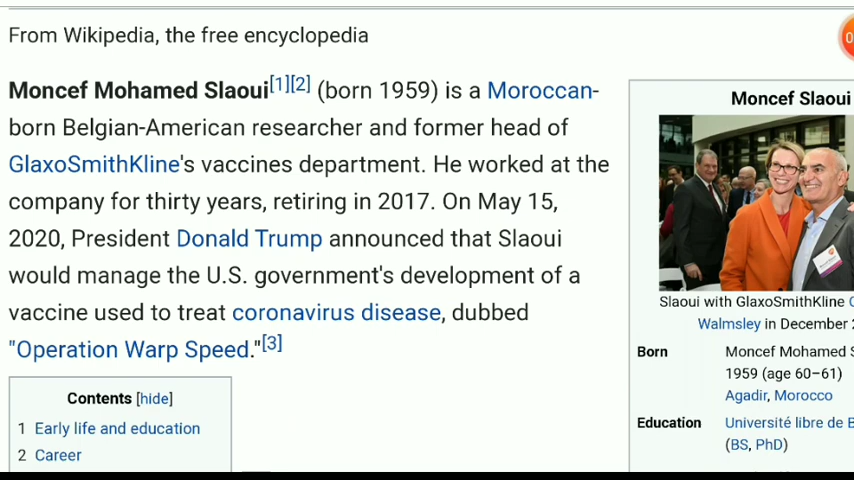 From Wikipedia, the free encyclopedia
Moncef Mohamed Slaoui[1][2] (born 1959) is a Moroccan-
born Belgian-American researcher and former head of
GlaxoSmithKline's vaccines department. He worked at the
company for thirty years, retiring in 2017. On May 15,
2020, President Donald Trump announced that Slaoui
would manage the U.S. government's development of a
vaccine used to treat coronavirus disease, dubbed
"Operation Warp Speed."[3]
Contents [hide]
1 Early life and education
2 Career
Moncef Slaoui
Slaoui with GlaxoSmithKline
Walmsley in December
Born
Moncef Mohamed
1959 (age 60–61)
Agadir, Morocco
Education
Université libre de
(BS, PhD)